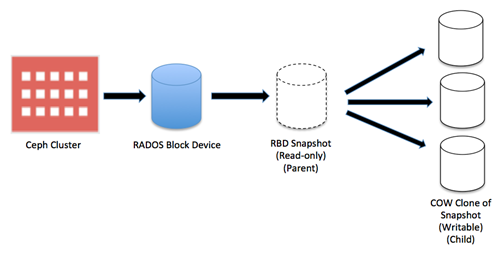 Ceph Cluster
RADOS Block Device
RBD Snapshot
(Read-only)
(Parent)
COW Clone of
Snapshot
(Writable)
(Child)